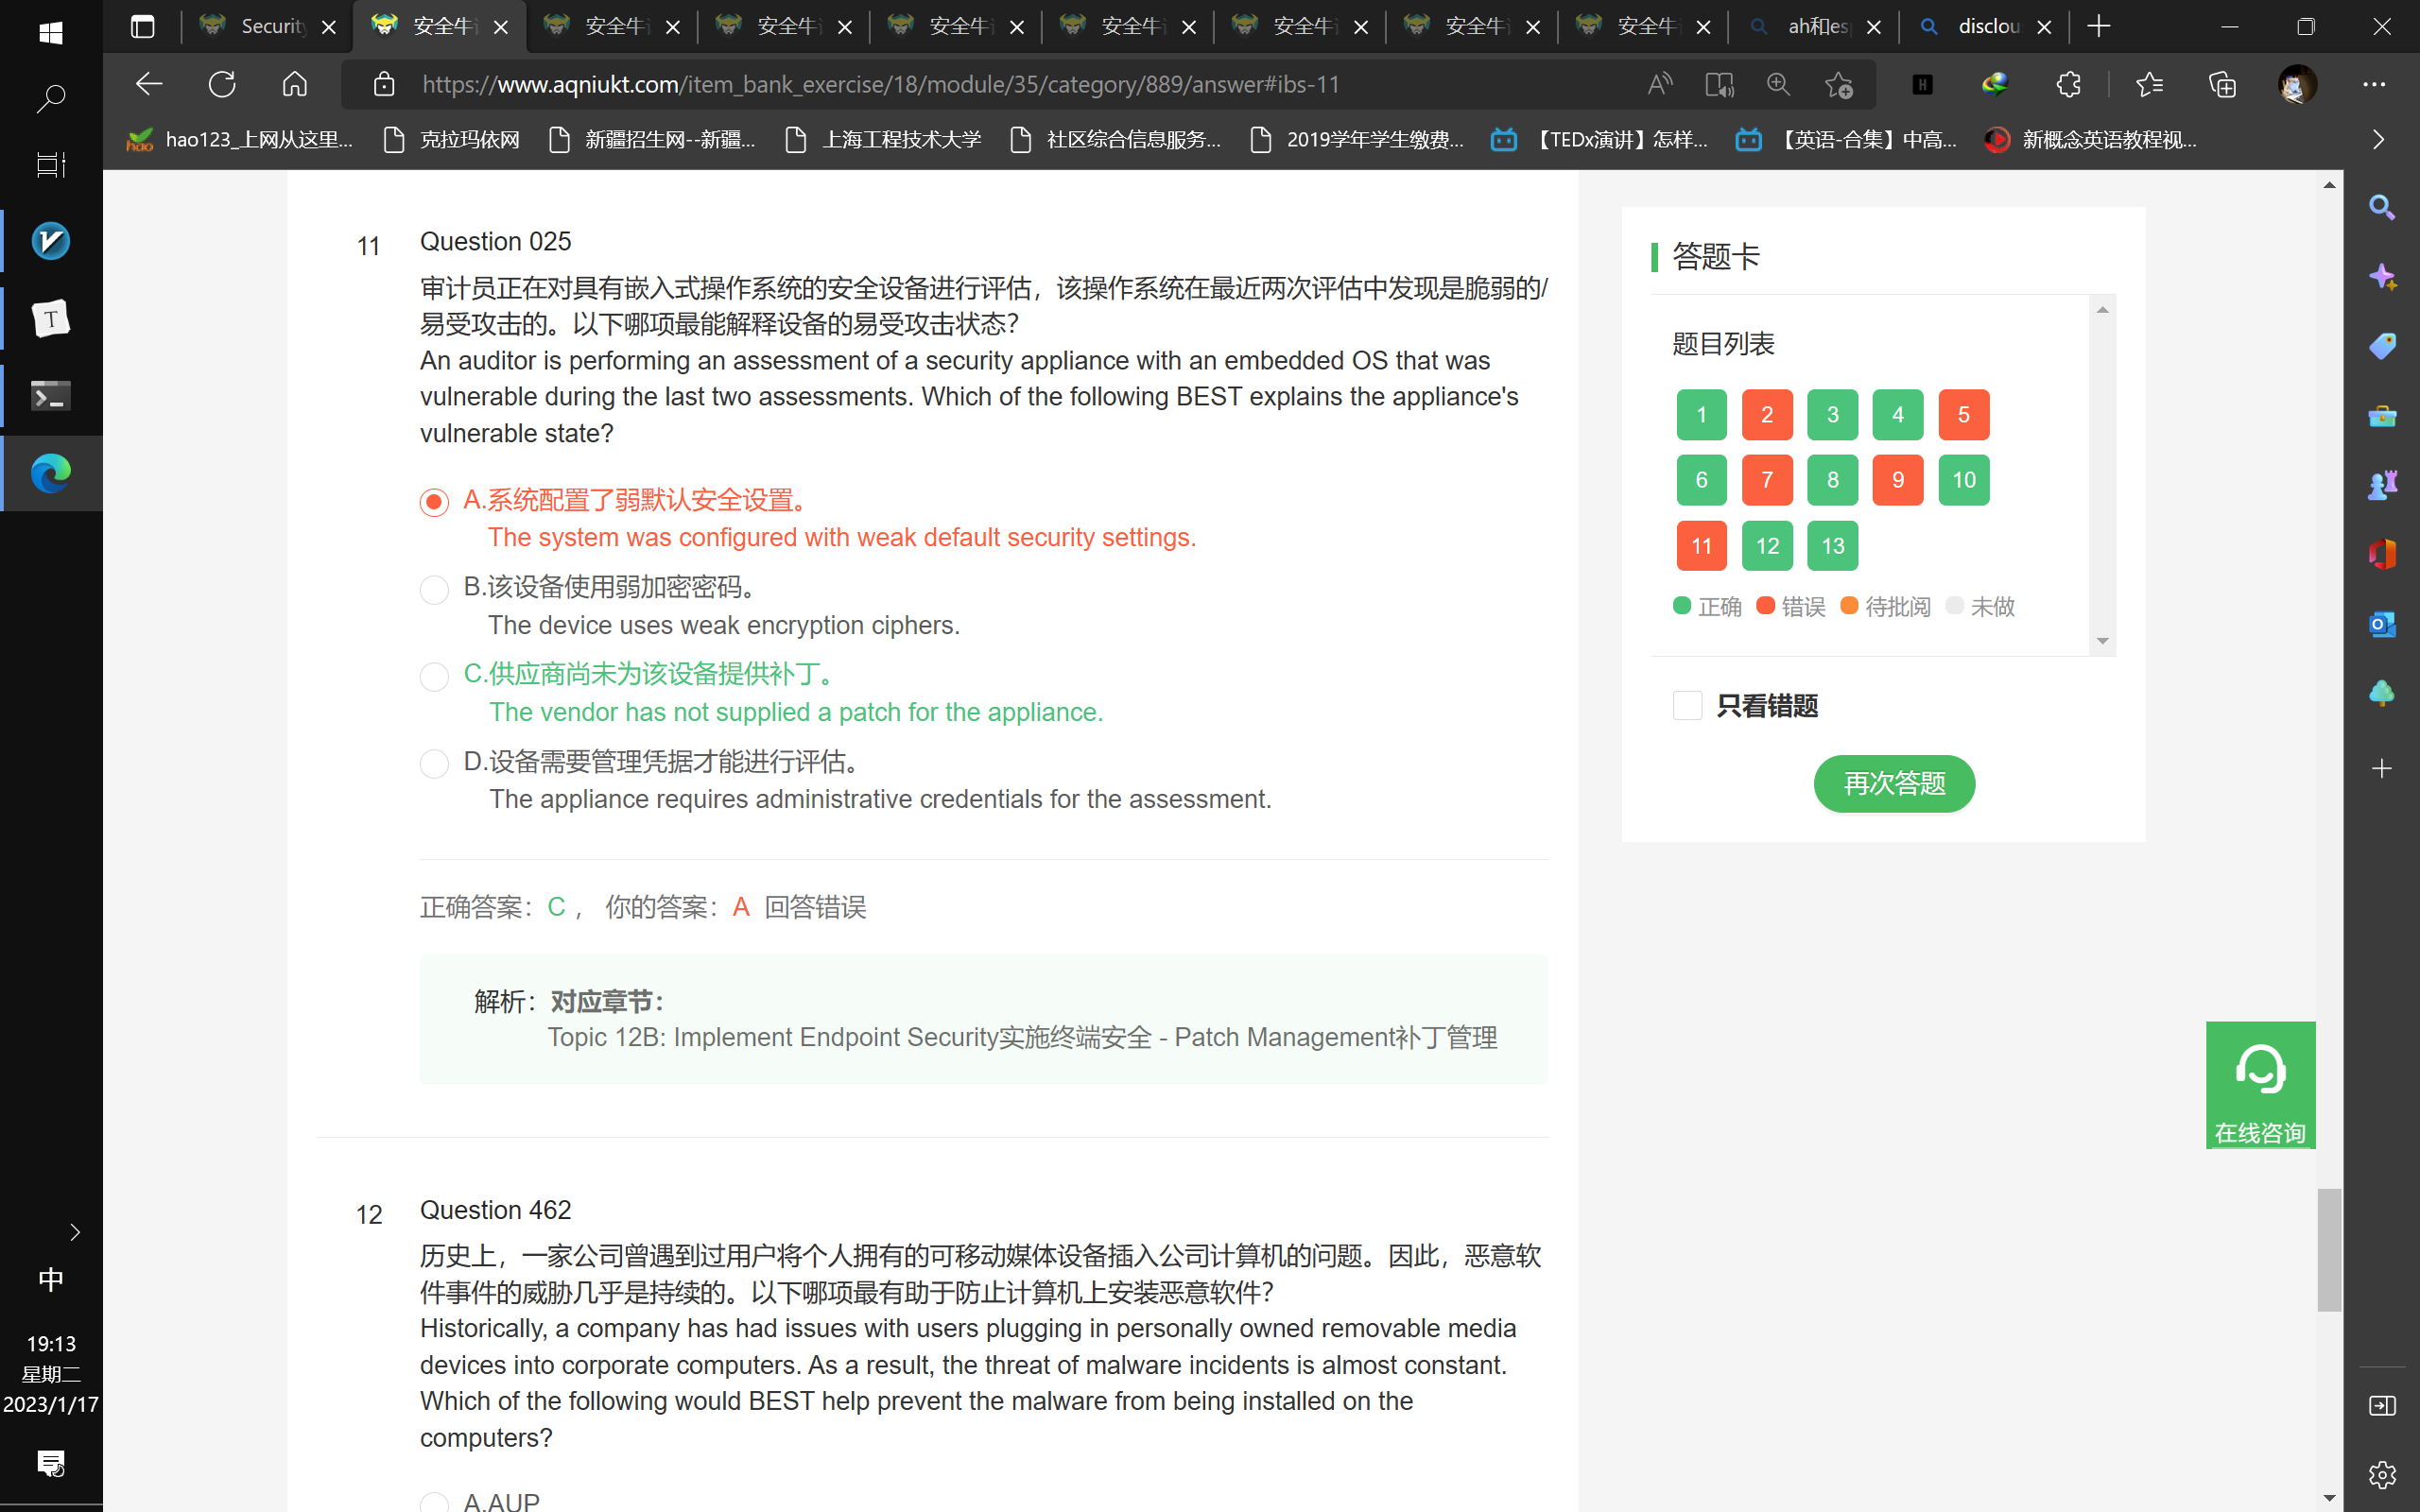 Security
安全牛
安全牛
安全牛
安全牛
安全牛
安全牛
安全牛
安全牛
ah和es
disclou
https://www.aqniukt.com/item_bank_exercise/18/module/35/category/889/answer#ibs-11
hao123_上网从这里...
克拉玛依网
新疆招生网--新疆...
上海工程技术大学
社区综合信息服务...
2019学年学生缴费...
【TEDx演讲】怎样...
【英语-合集】中高...
新概念英语教程视...
11
Question 025
审计员正在对具有嵌入式操作系统的安全设备进行评估，该操作系统在最近两次评估中发现是脆弱的/
易受攻击的。以下哪项最能解释设备的易受攻击状态？
An auditor is performing an assessment of a security appliance with an embedded OS that was
vulnerable during the last two assessments. Which of the following BEST explains the appliance's
vulnerable state?
A.系统配置了弱默认安全设置。
The system was configured with weak default security settings.
B.该设备使用弱加密密码。
The device uses weak encryption ciphers.
C.供应商尚未为该设备提供补丁。
The vendor has not supplied a patch for the appliance.
D.设备需要管理凭据才能进行评估。
The appliance requires administrative credentials for the assessment.
正确答案：C ， 你的答案：A 回答错误
解析：对应章节：
Topic 12B: Implement Endpoint Security实施终端安全 - Patch Management补丁管理
12
Question 462
历史上，一家公司曾遇到过用户将个人拥有的可移动媒体设备插入公司计算机的问题。因此，恶意软
件事件的威胁几乎是持续的。以下哪项最有助于防止计算机上安装恶意软件？
Historically, a company has had issues with users plugging in personally owned removable media
devices into corporate computers. As a result, the threat of malware incidents is almost constant.
Which of the following would BEST help prevent the malware from being installed on the
computers?
A.AUP
答题卡
题目列表
1 2 3 4 5
6 7 8 9 10
11 12 13
正确 错误 待批阅 未做
只看错题
再次答题
在线咨询
中
19:13
星期二
2023/1/17